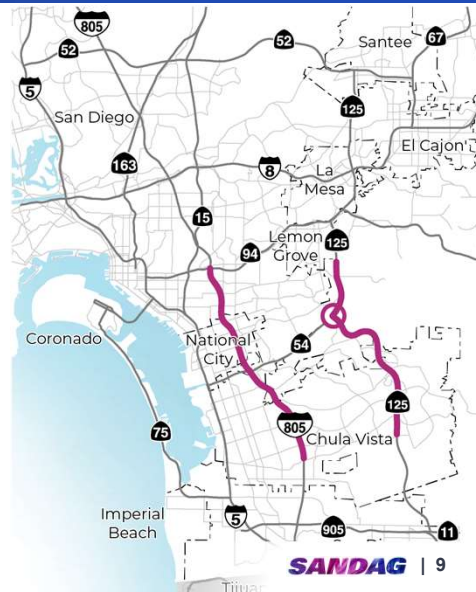 805
52
52
Santee
67
5
125
San Diego
El Cajon
163
8
La
Mesa
15
94
Lemon
Grove
125
Coronado
National
City
54
125
805
75
Chula Vista
Imperial
Beach
5
905
11
SANDAG | 9